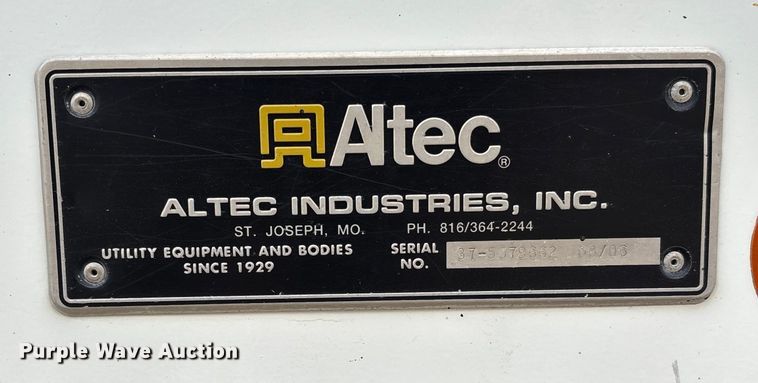 Altec®
ALTEC INDUSTRIES, INC.
ST. JOSEPH, MO. PH. 816/364-2244
UTILITY EQUIPMENT AND BODIES
SINCE 1929
SERIAL
NO.
Purple Wave Auction